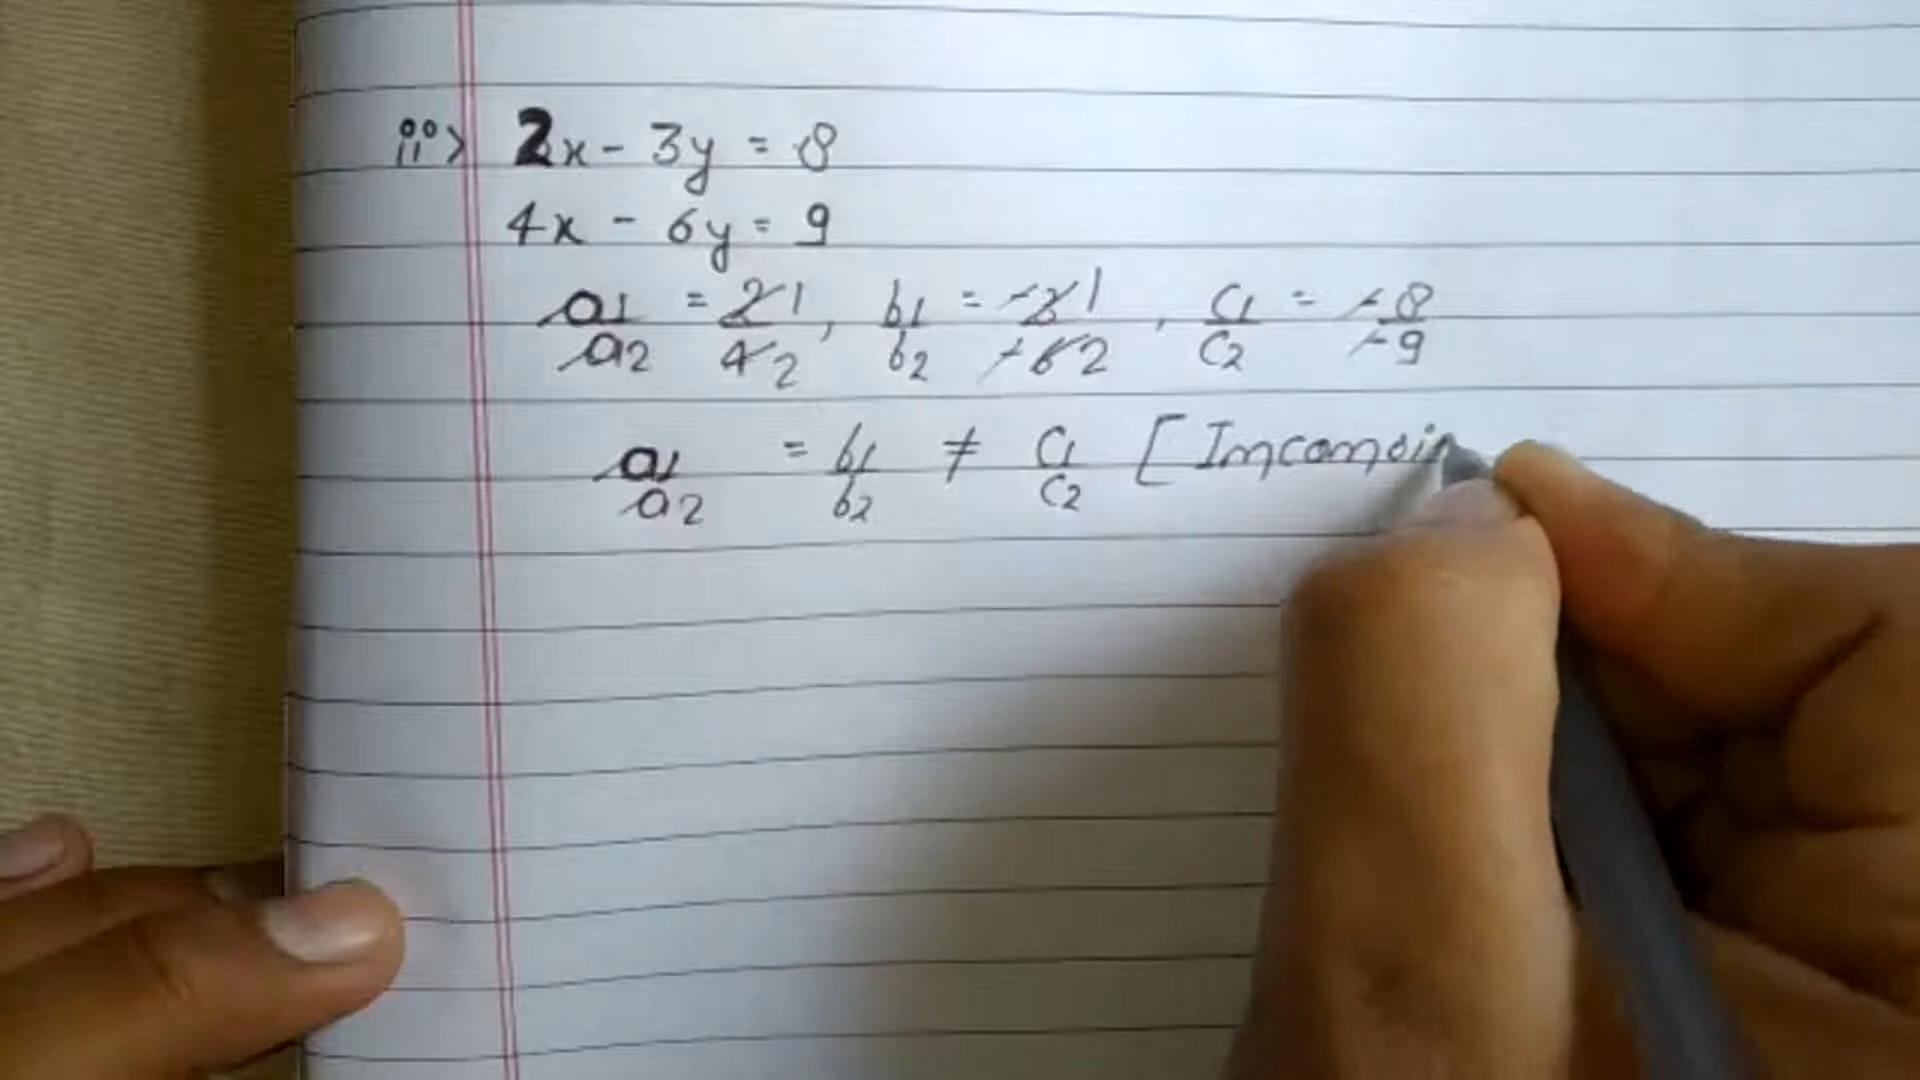 ii> 2x - 3y = 8
4x - 6y = 9
a1/a2 = 2 1/4 2, b1/b2 = -3 1/-6 2, c1/c2 = -8/-9
a1/a2 = b1/b2 ≠ c1/c2 [